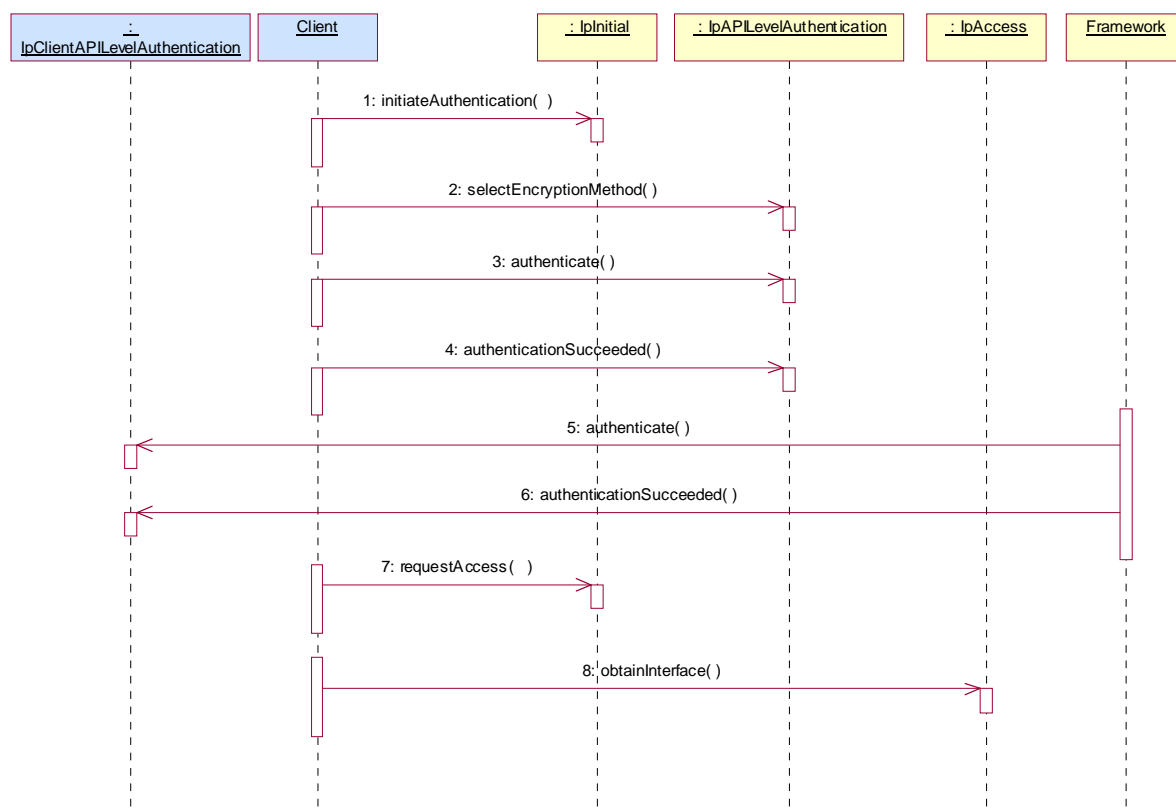 :
IpClientAPILevelAuthentication
Client
: IpInitial
: IpAPILevelAuthentication
: IpAccess
Framework
1: initiateAuthentication(  )
2: selectEncryptionMethod( )
3: authenticate( )
4: authenticationSucceeded( )
5: authenticate( )
6: authenticationSucceeded( )
7: requestAccess(  )
8: obtainInterface( )